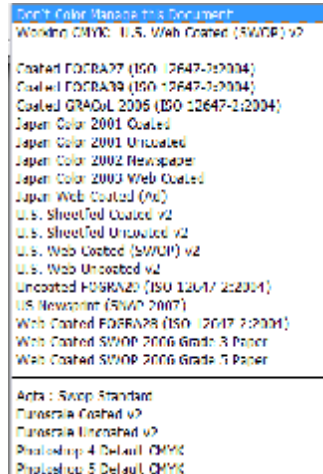 Don't Color Manage this Document
Working CMYK: U.S. Web Coated (SWOP) v2
Coated FOGRA27 (ISO 12647-2:2004)
Coated FOGRA39 (ISO 12647-2:2004)
Coated GRACoL 2006 (ISO 12647-2:2004)
Japan Color 2001 Coated
Japan Color 2001 Uncoated
Japan Color 2002 Newspaper
Japan Color 2003 Web Coated
Japan Web Coated (Ad)
U.S. Sheetfed Coated v2
U.S. Sheetfed Uncoated v2
U.S. Web Coated (SWOP) v2
U.S. Web Uncoated v2
Uncoated FOGRA29 (ISO 12647-2:2004)
US Newsprint (SNAP 2007)
Web Coated FOGRA28 (ISO 12647-2:2004)
Web Coated SWOP 2006 Grade 3 Paper
Web Coated SWOP 2006 Grade 5 Paper
Swop Standard
Euroscale Coated v2
Euroscale Uncoated v2
Photoshop 4 Default CMYK
Photoshop 5 Default CMYK